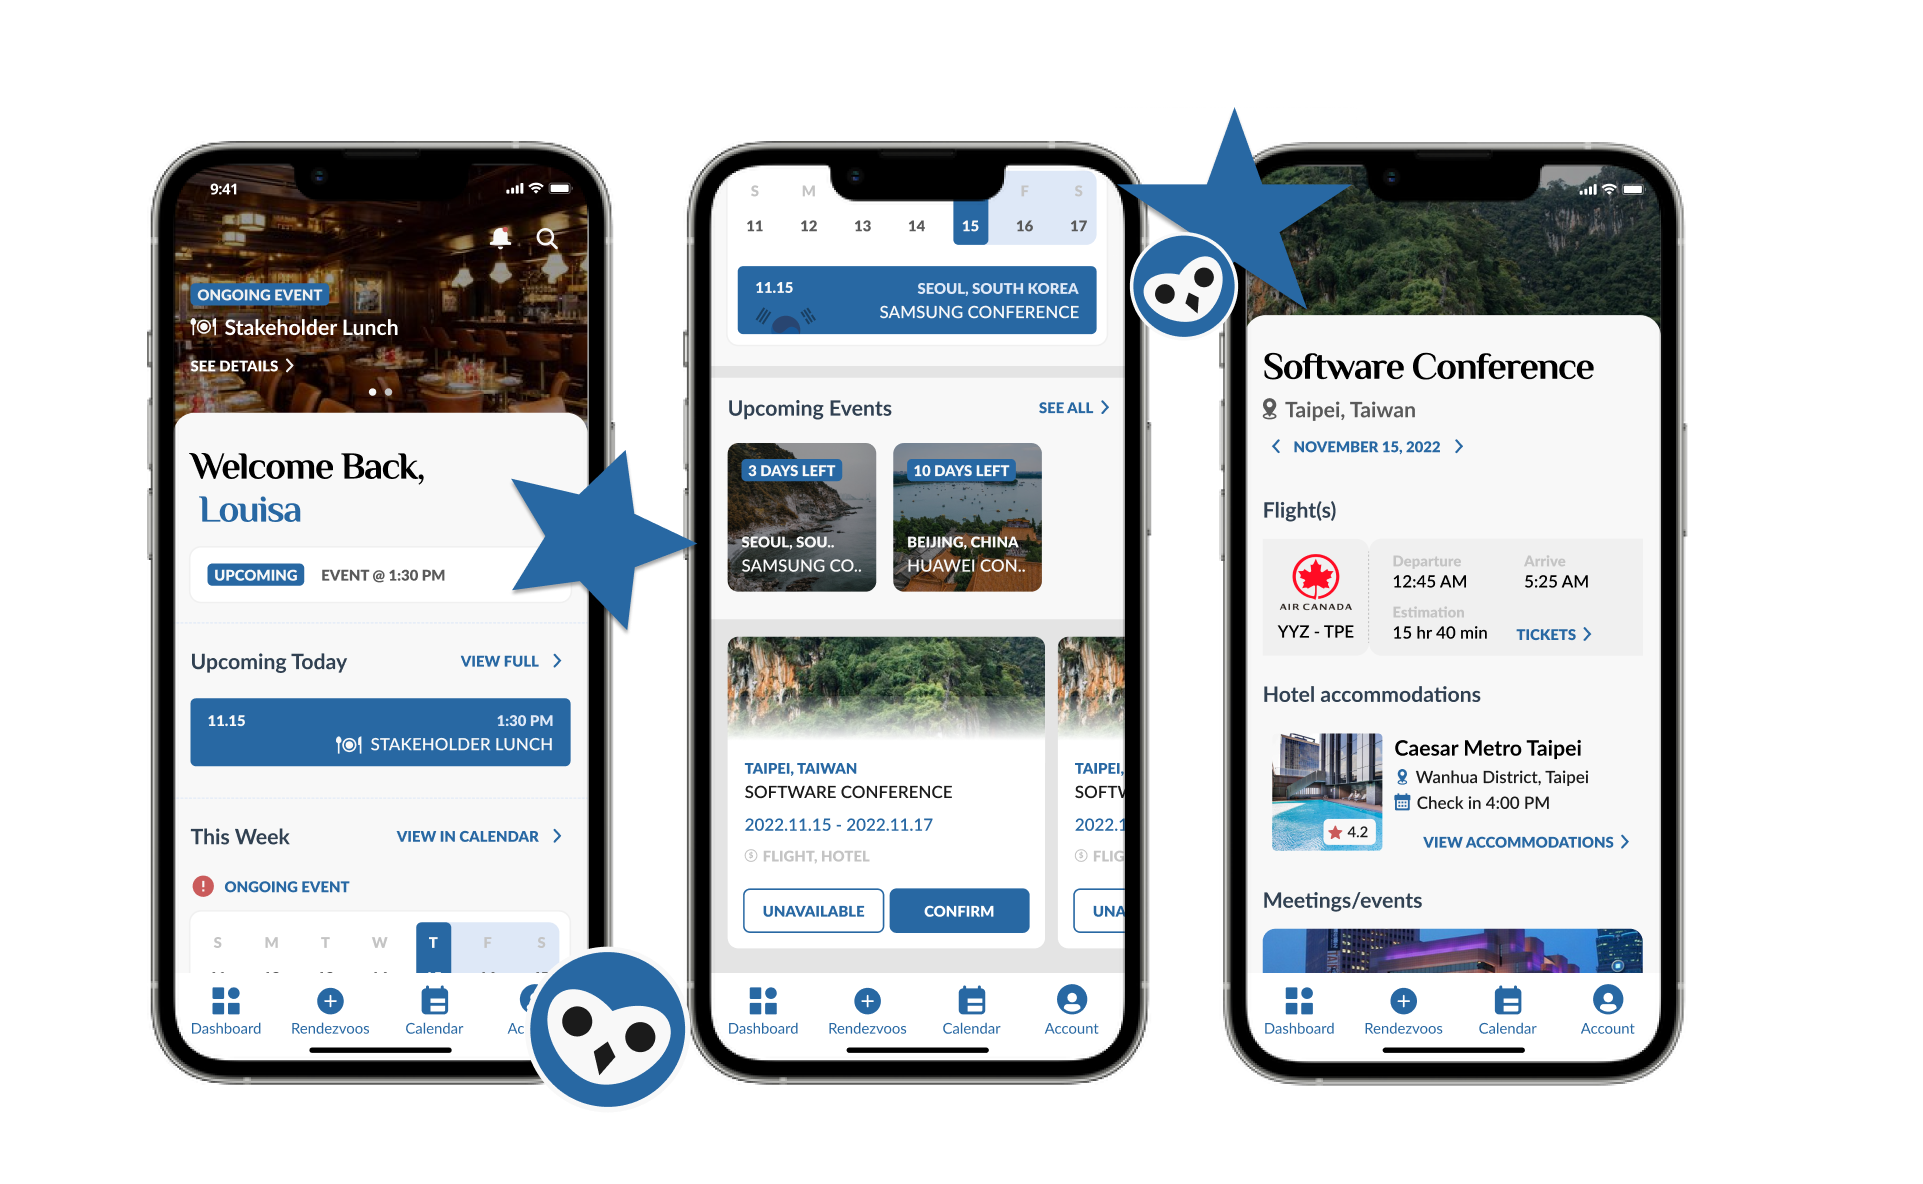 9:41
ONGOING EVENT
Stakeholder Lunch
SEE DETAILS
Welcome Back,
Louisa
UPCOMING EVENT @ 1:30 PM
Upcoming Today VIEW FULL
11.15 1:30 PM
STAKEHOLDER LUNCH
This Week VIEW IN CALENDAR
ONGOING EVENT
S M T W T F S
Dashboard Rendezvoos Calendar Ac
S M F S
11 12 13 14 15 16 17
11.15 SEOUL, SOUTH KOREA
SAMSUNG CONFERENCE
Upcoming Events SEE ALL
3 DAYS LEFT
SEOUL, SOU..
SAMSUNG CO..
10 DAYS LEFT
BEIJING, CHINA
HUAWEI CON..
TAIPEI, TAIWAN
SOFTWARE CONFERENCE
2022.11.15 - 2022.11.17
FLIGHT, HOTEL
UNAVAILABLE CONFIRM
TAIPEI,
SOFTW
2022.1
FLIG
UNA
Dashboard Rendezvoos Calendar Account
Software Conference
Taipei, Taiwan
NOVEMBER 15, 2022
Flight(s)
AIR CANADA
YYZ - TPE
Departure Arrive
12:45 AM 5:25 AM
Estimation
15 hr 40 min TICKETS
Hotel accommodations
4.2
Caesar Metro Taipei
Wanhua District, Taipei
Check in 4:00 PM
VIEW ACCOMMODATIONS
Meetings/events
Dashboard Rendezvoos Calendar Account